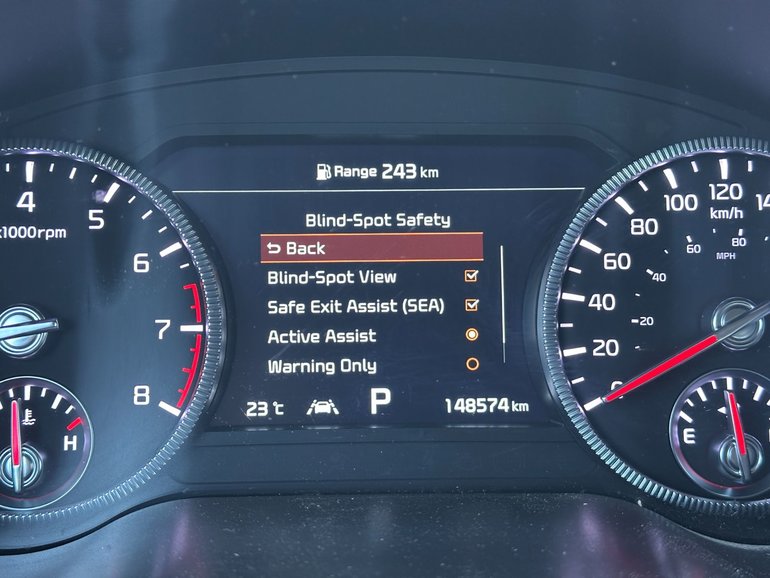 Range 243 km
Blind-Spot Safety
Back
Blind-Spot View
Safe Exit Assist (SEA)
Active Assist
Warning Only
23 °C P 148574 km
4
5
6
7
8
x1000rpm
H
0
20
40
60
80
100
120
14
km/h
20
40
60
80
MPH
E